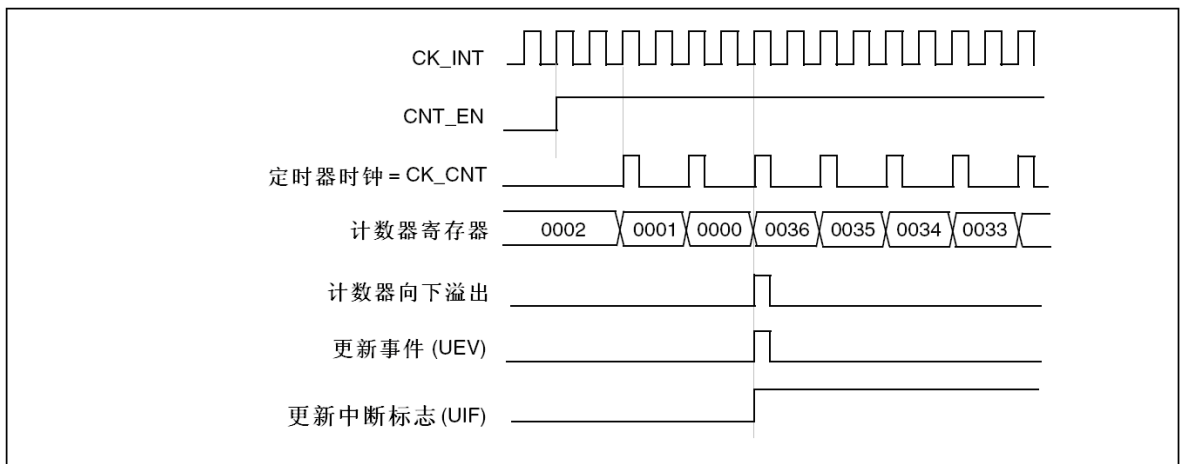 CK_INT
CNT_EN
定时器时钟 = CK_CNT
计数器寄存器 0002 0001 0000 0036 0035 0034 0033
计数器向下溢出
更新事件 (UEV)
更新中断标志 (UIF)